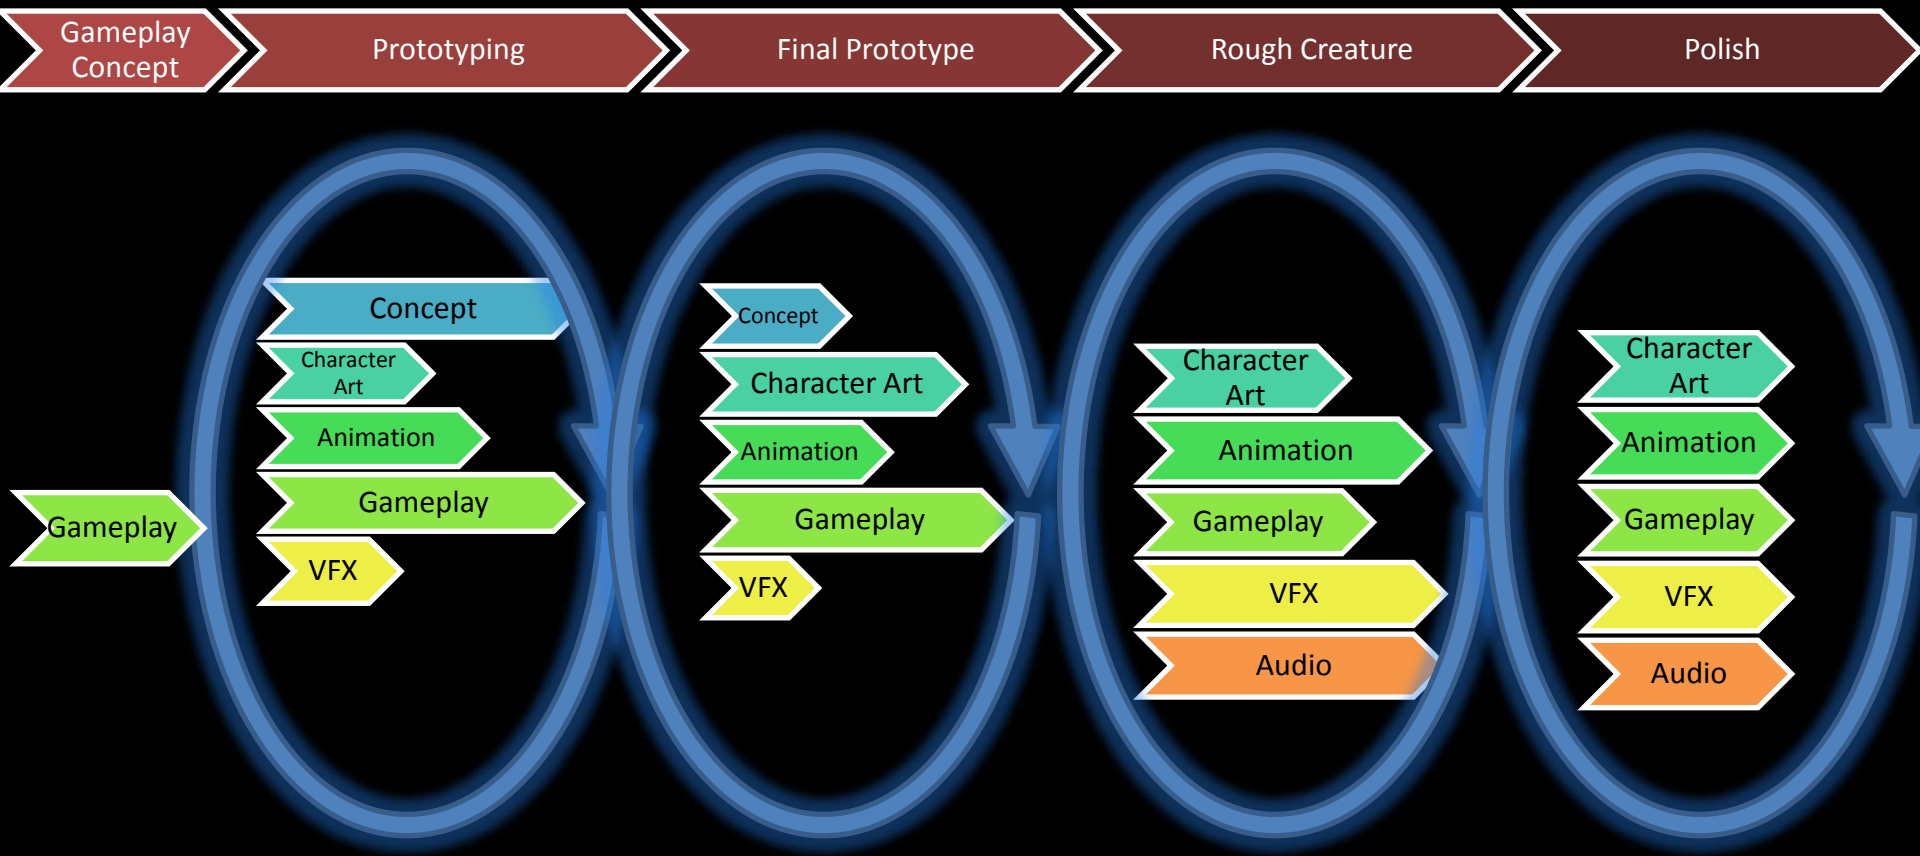 Gameplay
Concept
Prototyping
Final Prototype
Rough Creature
Polish
Gameplay
Concept
Character
Art
Animation
Gameplay
VFX
Concept
Character Art
Animation
Gameplay
VFX
Character
Art
Animation
Gameplay
VFX
Audio
Character
Art
Animation
Gameplay
VFX
Audio